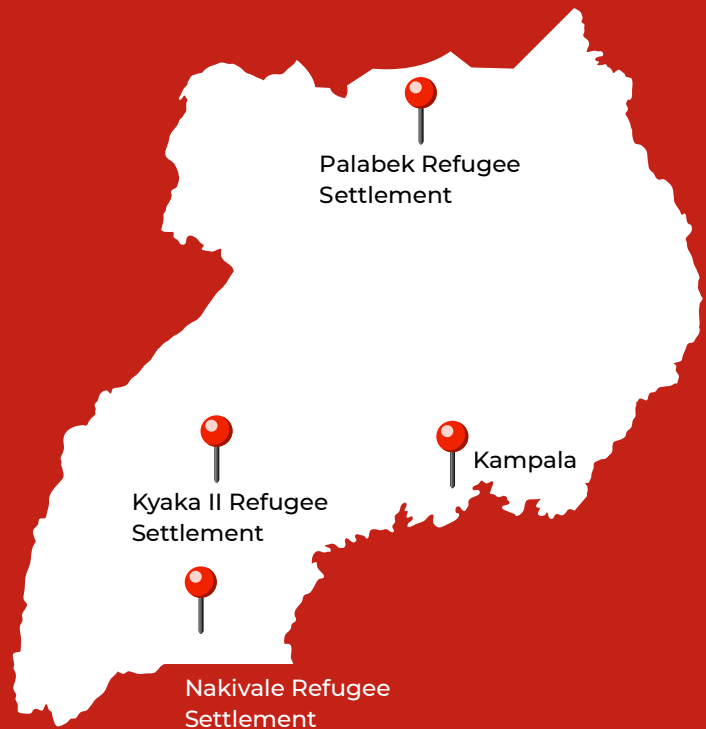 Palabek Refugee
Settlement
Kampala
Kyaka II Refugee
Settlement
Nakivale Refugee
Settlement